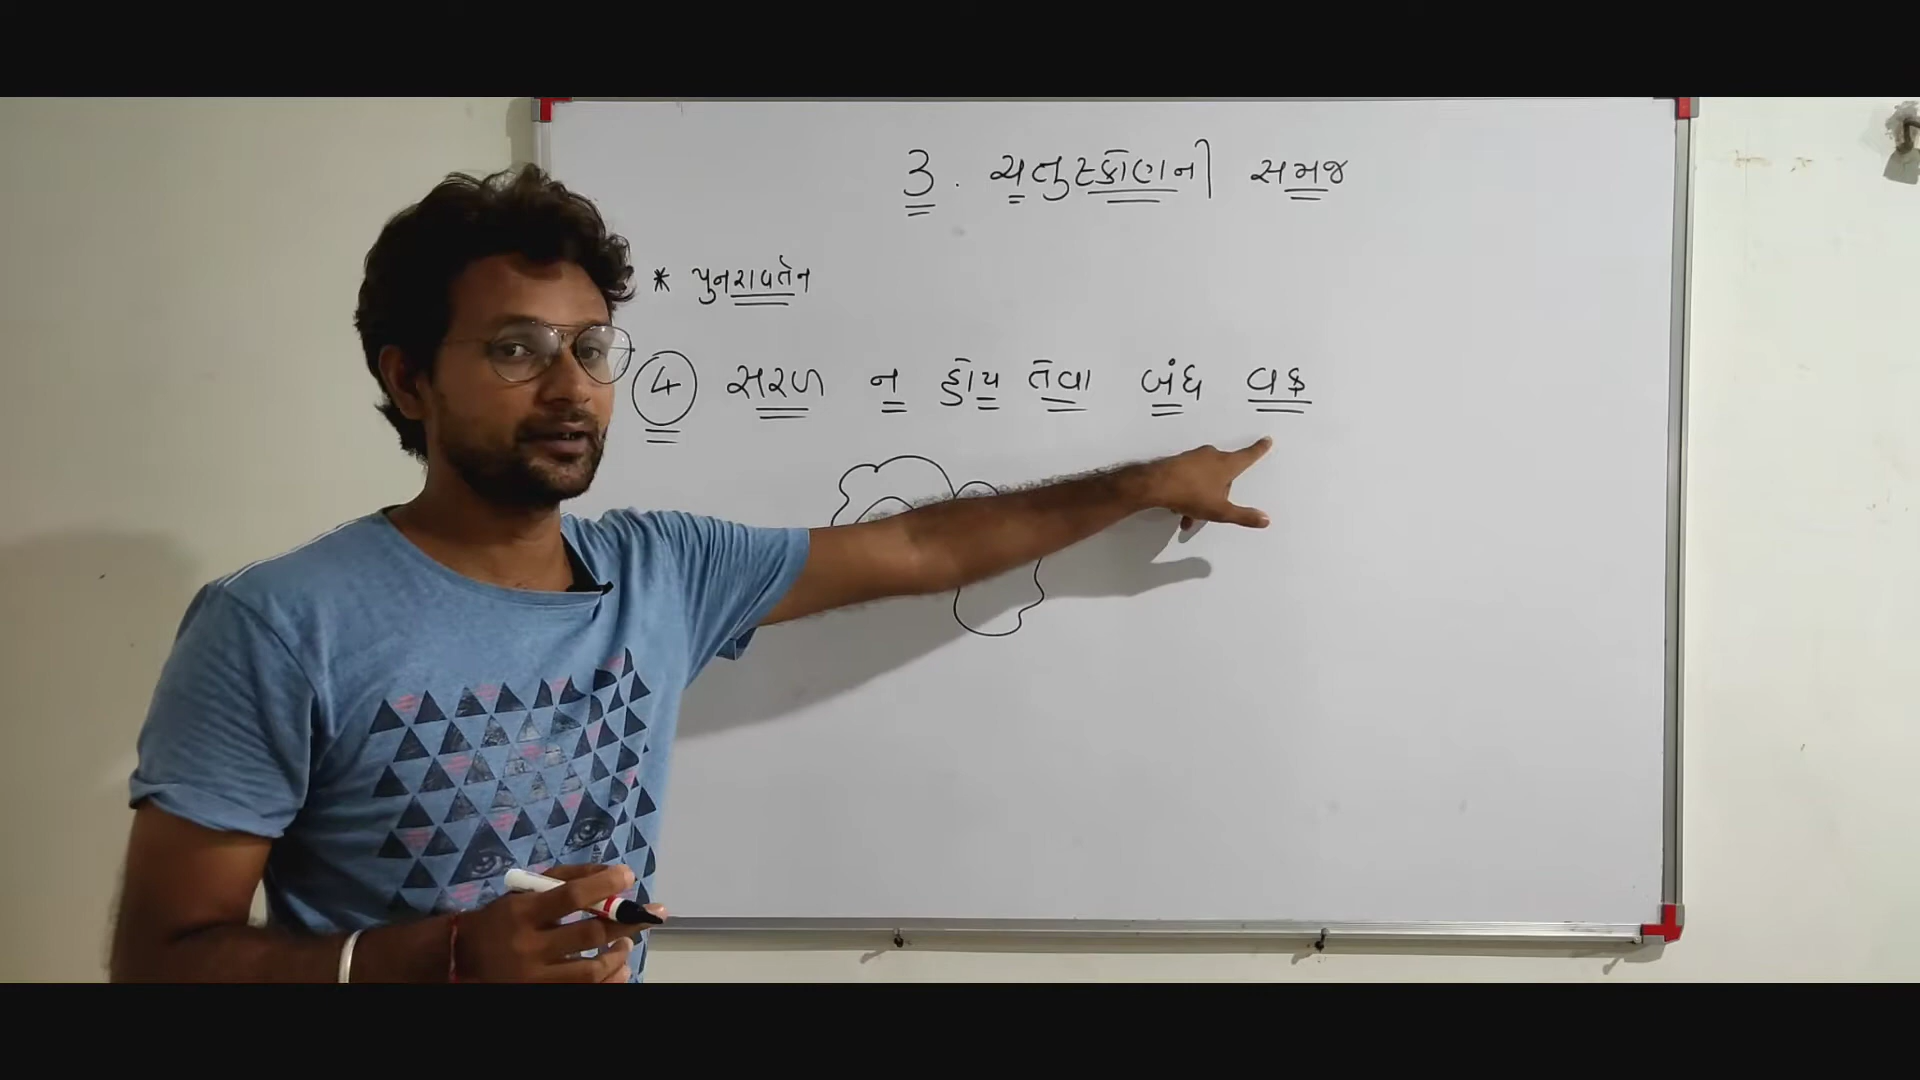 3. ચતુષ્કોણની સમજ
* પુનરાવર્તન
4 સરળ ન હોય તેવા બંધ વક્ર